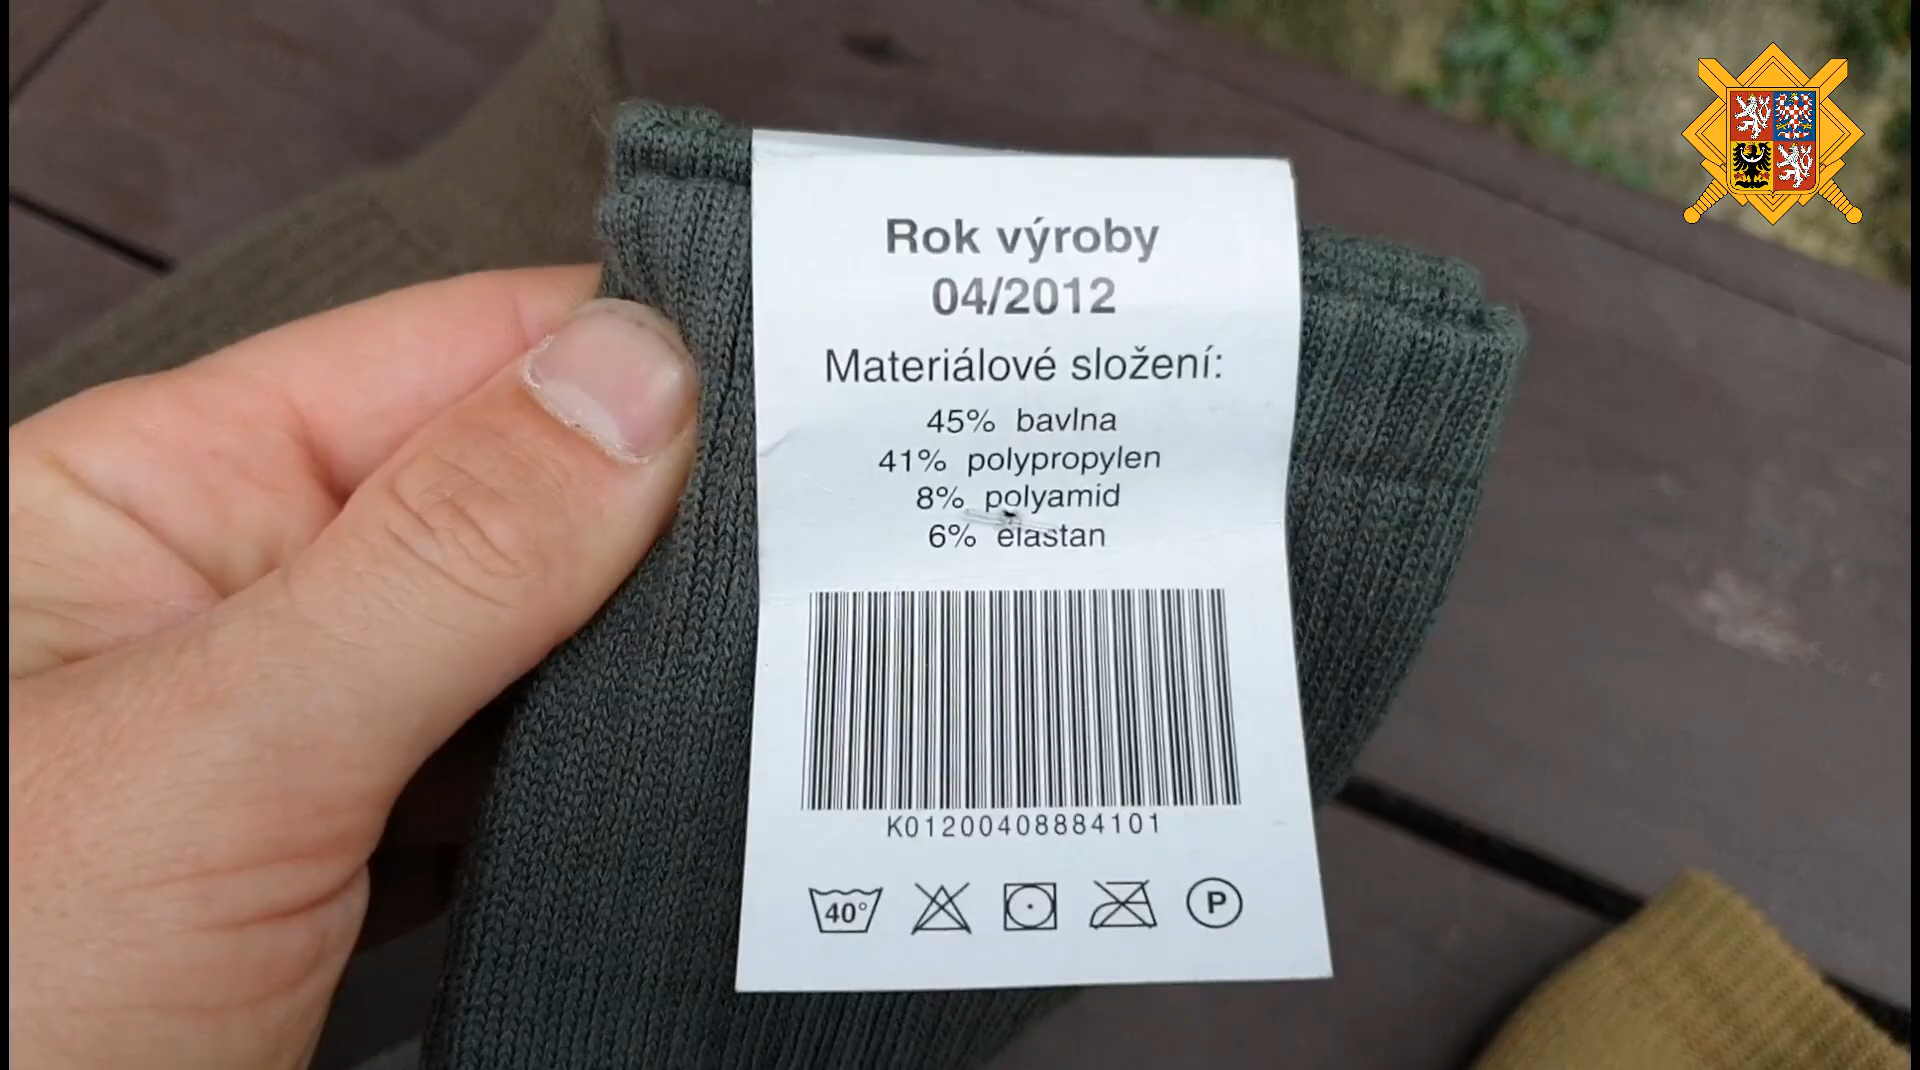 Rok výroby
04/2012
Materiálové složení:
45% bavlna
41% polypropylen
8% polyamid
6% elastan
K01200408884101
40°
P